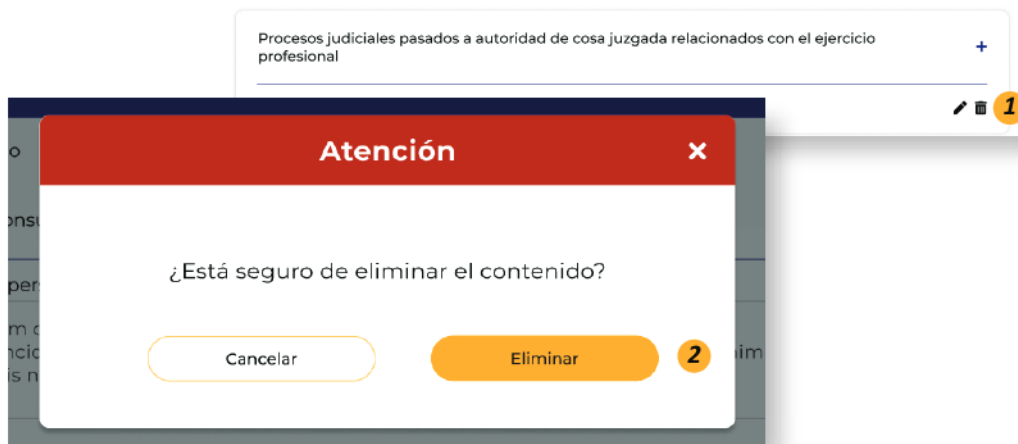 Procesos judiciales pasados a autoridad de cosa juzgada relacionados con el ejercicio
profesional
+
1
Atención
¿Está seguro de eliminar el contenido?
Cancelar
Eliminar
2